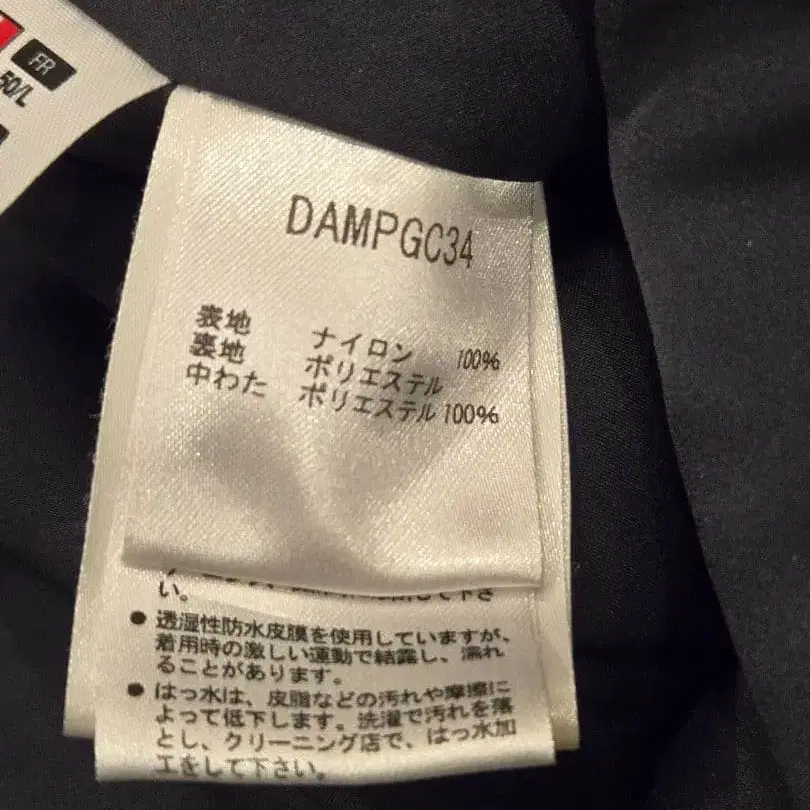 FR
50/L
DAMPGC34
表地 ナイロン 100%
裏地 ポリエステル
中わた ポリエステル 100%
い。
● 透湿性防水皮膜を使用していますが、
着用時の激しい運動で結露し、濡れ
ることがあります。
● はっ水は、皮脂などの汚れや摩擦に
よって低下します。洗濯で汚れを落
とし、クリーニング店で、はっ水加
工をして下さい。